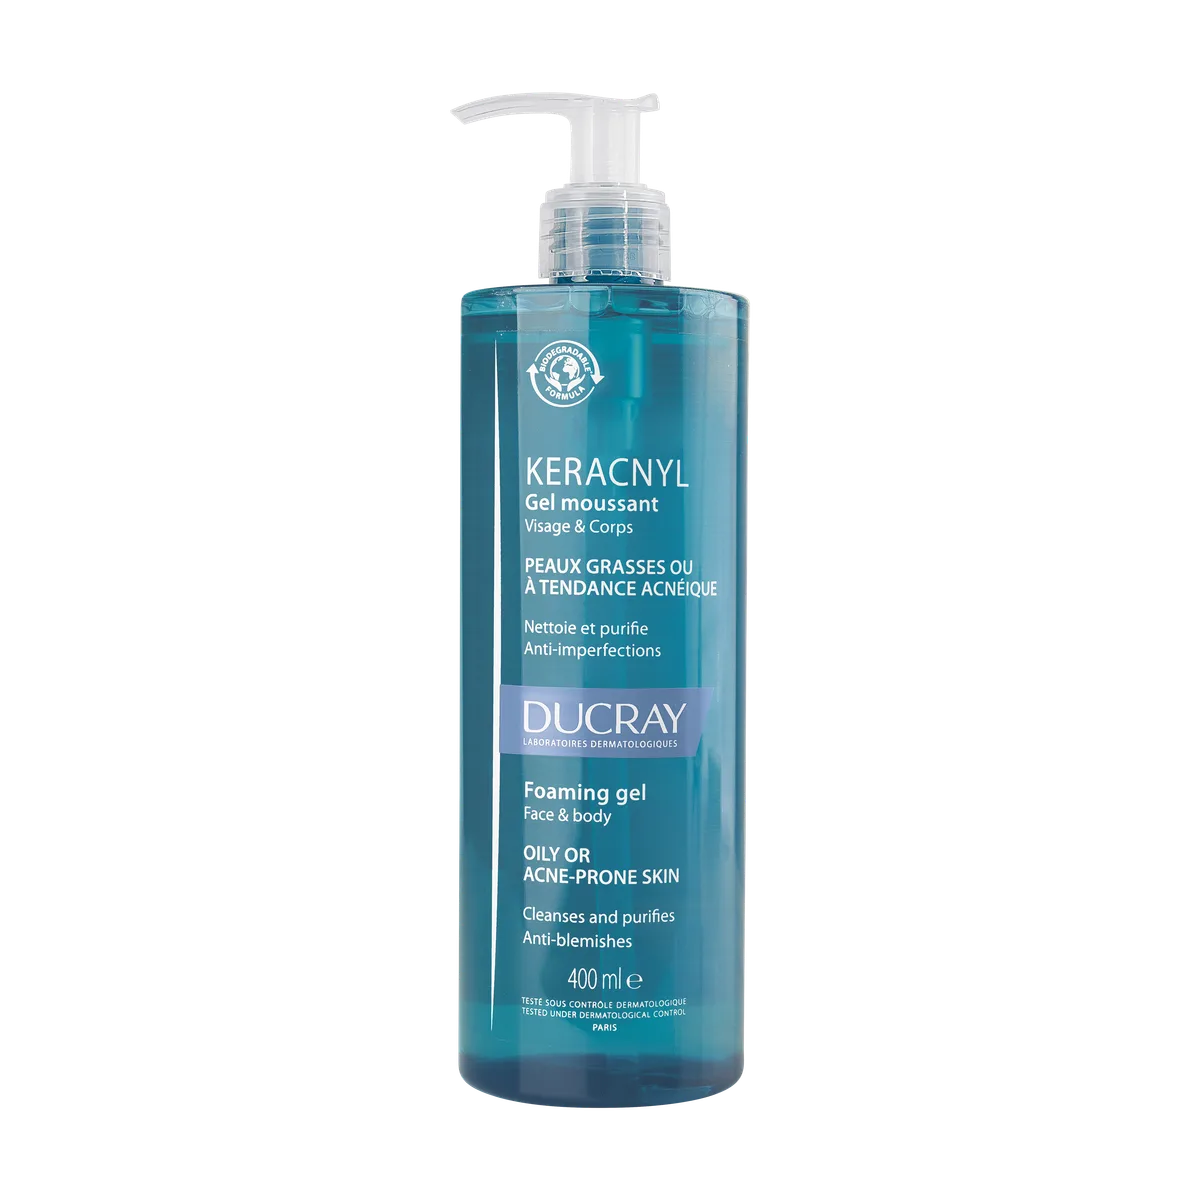 BIODEGRADABLE
FORMULA
KERACNYL
Gel moussant
Visage & Corps
PEAUX GRASSES OU
À TENDANCE ACNÉIQUE
Nettoie et purifie
Anti-imperfections
DUCRAY
LABORATOIRES DERMATOLOGIQUES
Foaming gel
Face & body
OILY OR
ACNE-PRONE SKIN
Cleanses and purifies
Anti-blemishes
400 ml ℮
TESTÉ SOUS CONTRÔLE DERMATOLOGIQUE
TESTED UNDER DERMATOLOGICAL CONTROL
PARIS